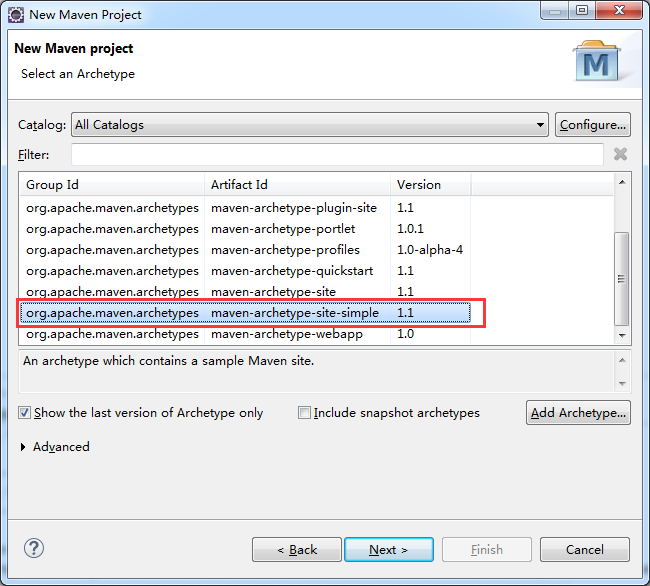 New Maven Project
New Maven project
Select an Archetype
M
Catalog: All Catalogs Configure...
Filter:
Group Id Artifact Id Version
org.apache.maven.archetypes maven-archetype-plugin-site 1.1
org.apache.maven.archetypes maven-archetype-portlet 1.0.1
org.apache.maven.archetypes maven-archetype-profiles 1.0-alpha-4
org.apache.maven.archetypes maven-archetype-quickstart 1.1
org.apache.maven.archetypes maven-archetype-site 1.1
org.apache.maven.archetypes maven-archetype-site-simple 1.1
org.apache.maven.archetypes maven-archetype-webapp 1.0
An archetype which contains a sample Maven site.
Show the last version of Archetype only Include snapshot archetypes Add Archetype...
Advanced
? < Back Next > Finish Cancel